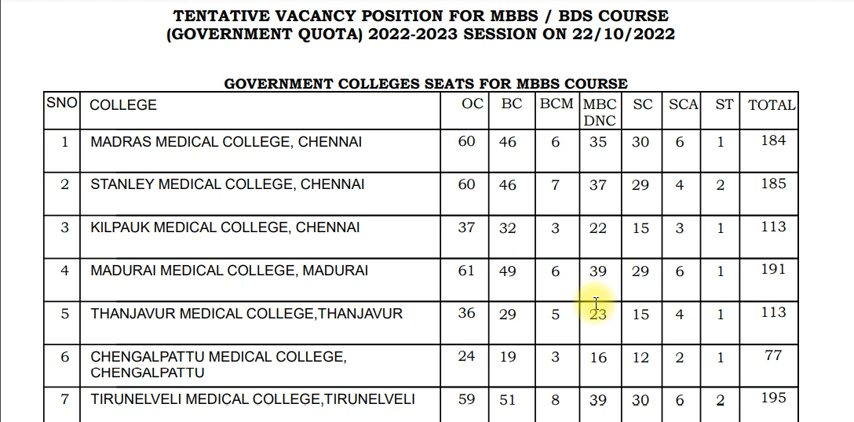 TENTATIVE VACANCY POSITION FOR MBBS / BDS COURSE
(GOVERNMENT QUOTA) 2022-2023 SESSION ON 22/10/2022
GOVERNMENT COLLEGES SEATS FOR MBBS COURSE
SNO COLLEGE OC BC BCM MBC DNC SC SCA ST TOTAL
1 MADRAS MEDICAL COLLEGE, CHENNAI 60 46 6 35 30 6 1 184
2 STANLEY MEDICAL COLLEGE, CHENNAI 60 46 7 37 29 4 2 185
3 KILPAUK MEDICAL COLLEGE, CHENNAI 37 32 3 22 15 3 1 113
4 MADURAI MEDICAL COLLEGE, MADURAI 61 49 6 39 29 6 1 191
5 THANJAVUR MEDICAL COLLEGE,THANJAVUR 36 29 5 23 15 4 1 113
6 CHENGALPATTU MEDICAL COLLEGE, 24 19 3 16 12 2 1 77
CHENGALPATTU
7 TIRUNELVELI MEDICAL COLLEGE,TIRUNELVELI 59 51 8 39 30 6 2 195